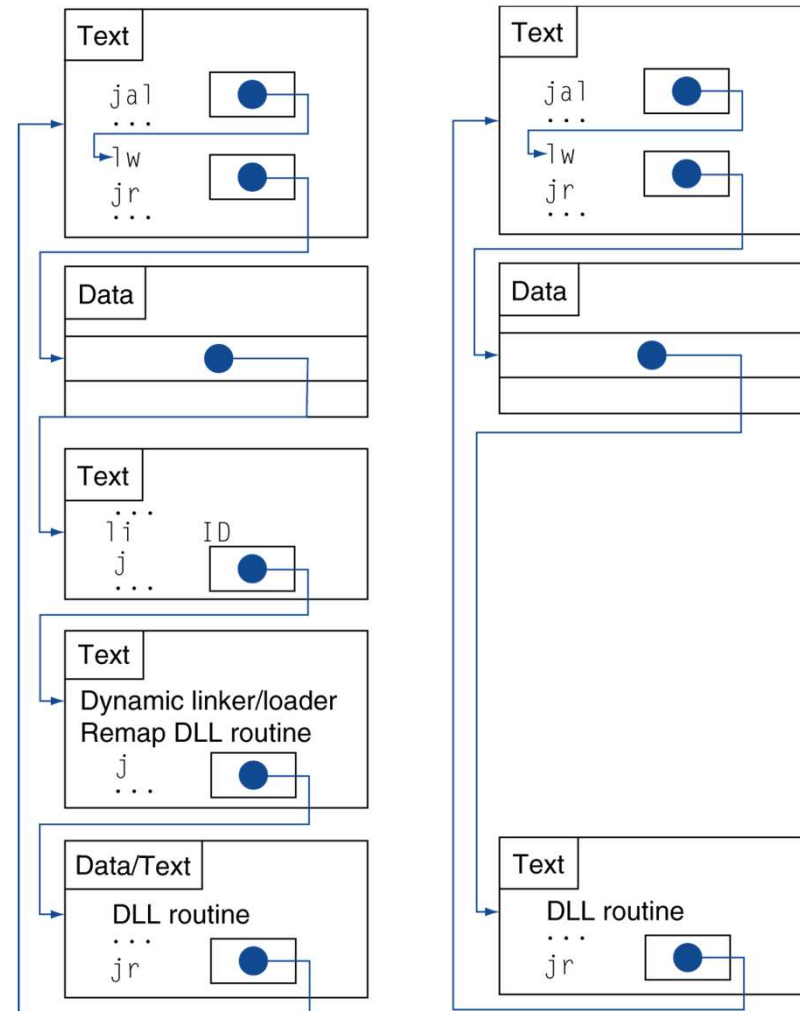 Text
jal
...
lw
jr
...
Data
Text
...
li ID
j
...
Text
Dynamic linker/loader
Remap DLL routine
j
...
Data/Text
DLL routine
...
jr
Text
jal
...
lw
jr
...
Data
Text
DLL routine
...
jr